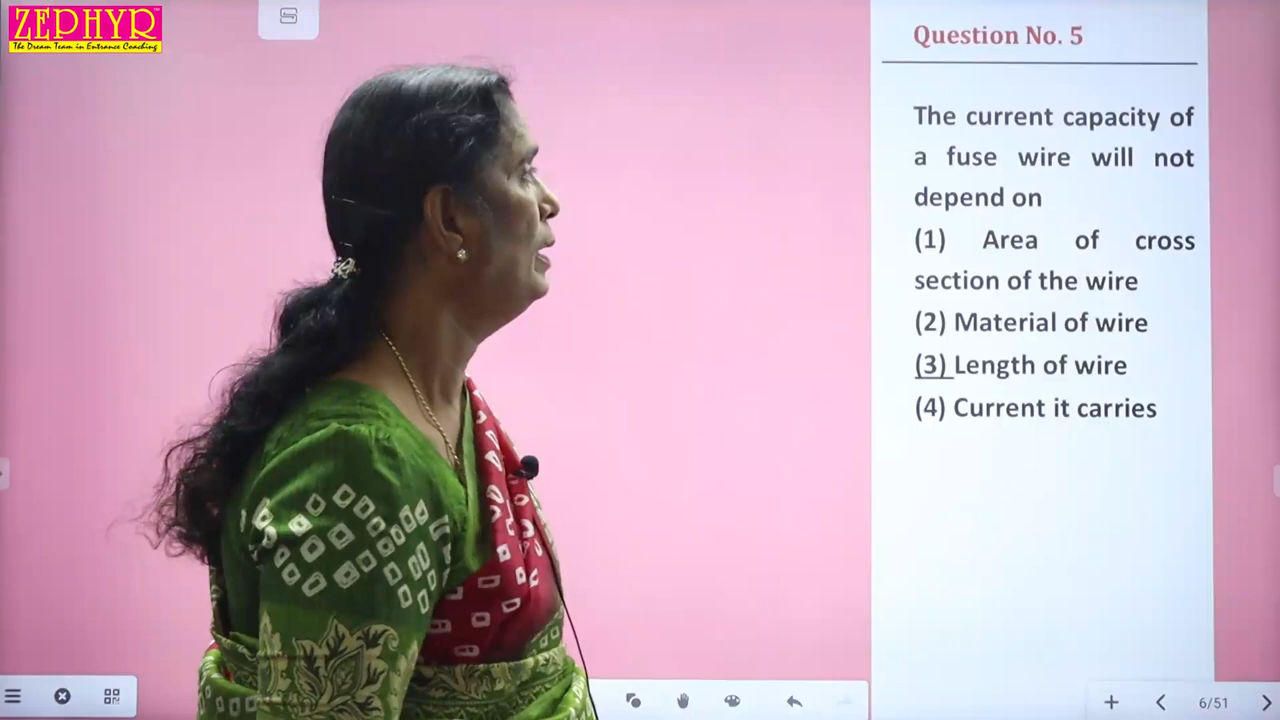 ZEPHYR™
The Dream Team in Entrance Coaching
Question No. 5
The current capacity of
a fuse wire will not
depend on
(1) Area of cross
section of the wire
(2) Material of wire
(3) Length of wire
(4) Current it carries
6/51